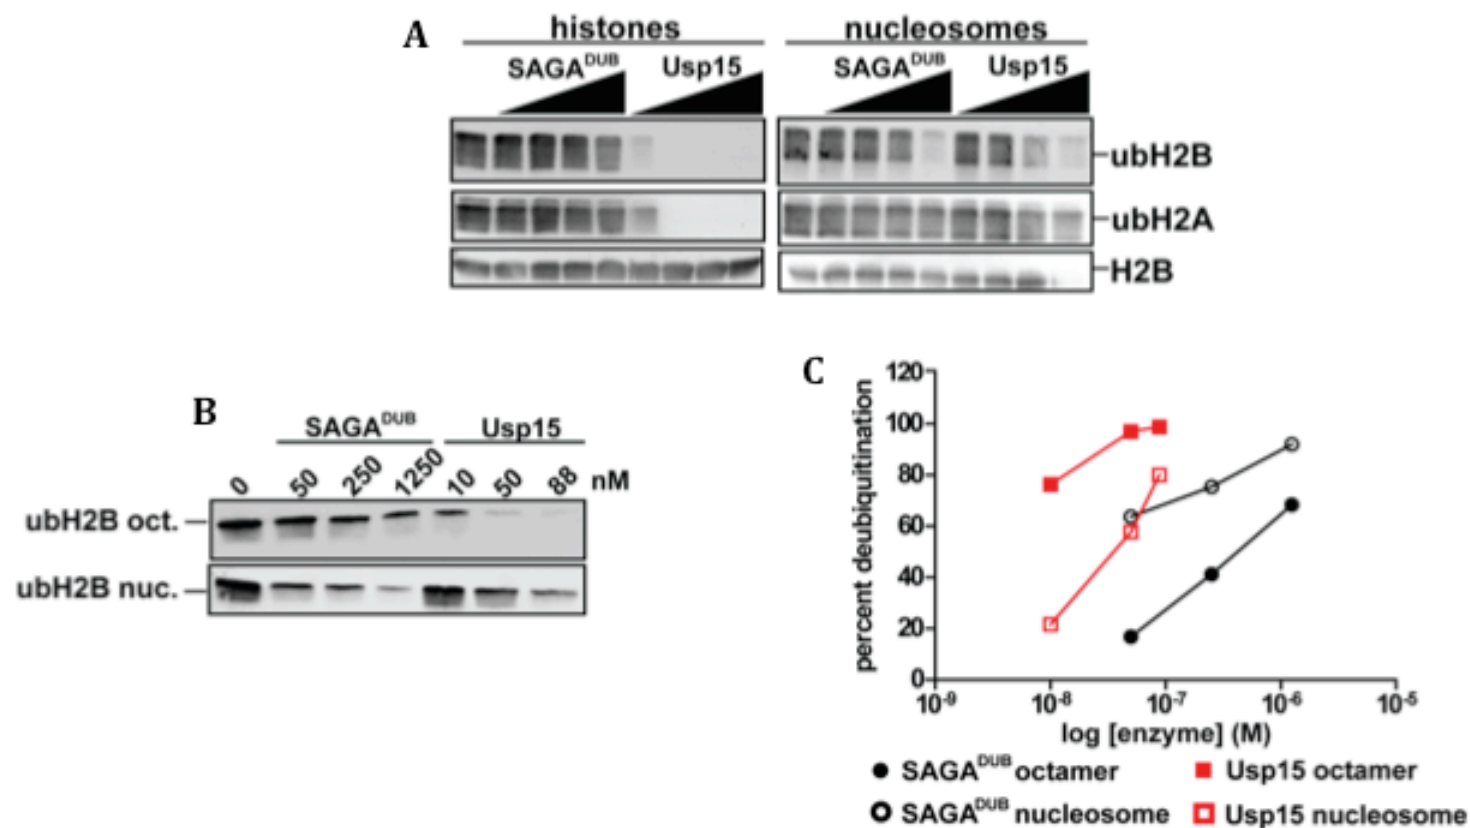 A
histones
nucleosomes
SAGA^DUB Usp15
SAGA^DUB Usp15
ubH2B
ubH2A
H2B
B
SAGA^DUB Usp15
0 50 250 1250 10 50 88 nM
ubH2B oct.
ubH2B nuc.
C
percent deubiquitination
120
100
80
60
40
20
0
10^-9 10^-8 10^-7 10^-6 10^-5
log [enzyme] (M)
SAGA^DUB octamer
Usp15 octamer
SAGA^DUB nucleosome
Usp15 nucleosome